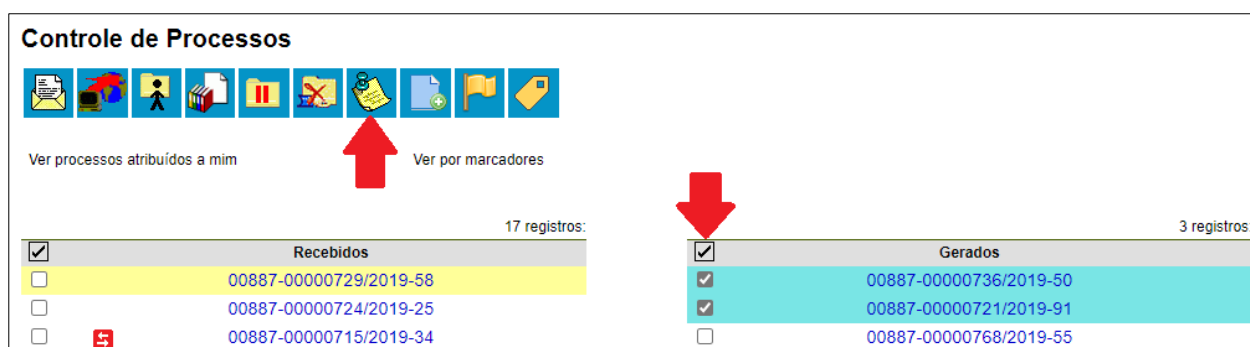 Controle de Processos
Ver processos atribuídos a mim
Ver por marcadores
17 registros:
Recebidos
00887-00000729/2019-58
00887-00000724/2019-25
00887-00000715/2019-34
3 registros:
Gerados
00887-00000736/2019-50
00887-00000721/2019-91
00887-00000768/2019-55